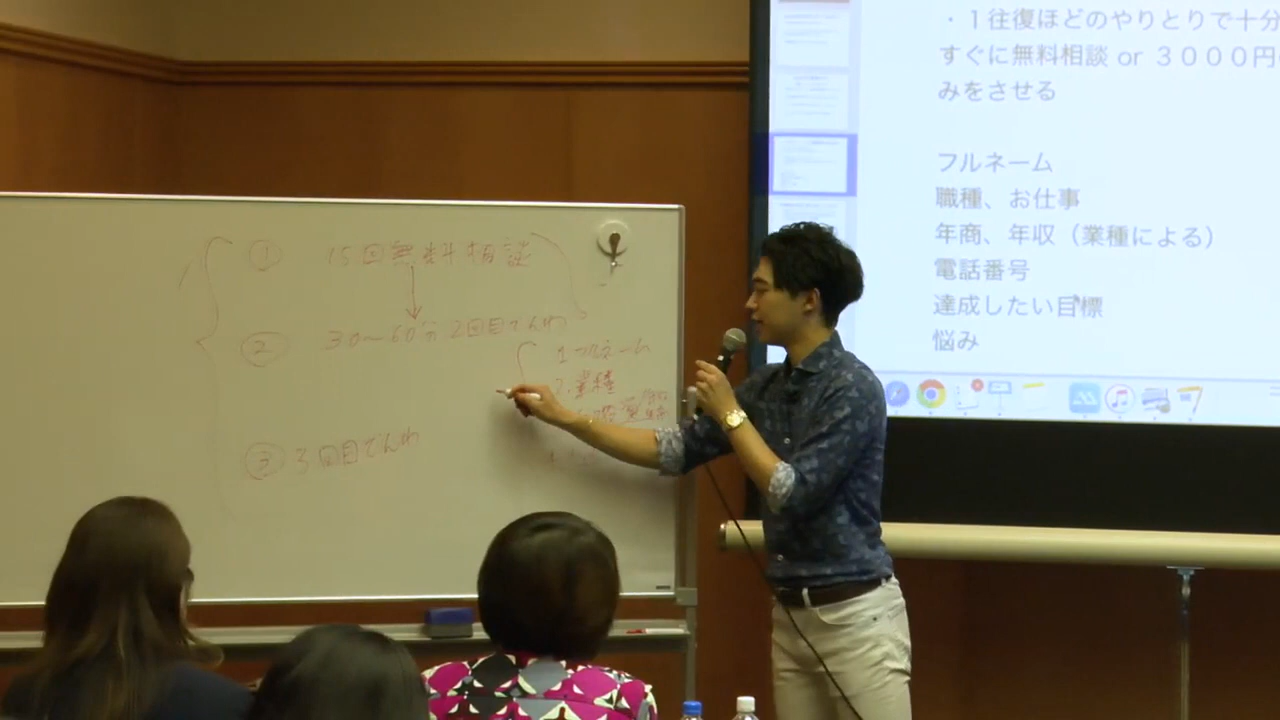 ① 15回無料相談
② 30〜60分 2回目でんわ
1.フルネーム
2.業種
③ 3回目でんわ
・１往復ほどのやりとりで十分
すぐに無料相談 or ３０００円
みをさせる
フルネーム
職種、お仕事
年商、年収（業種による）
電話番号
達成したい目標
悩み